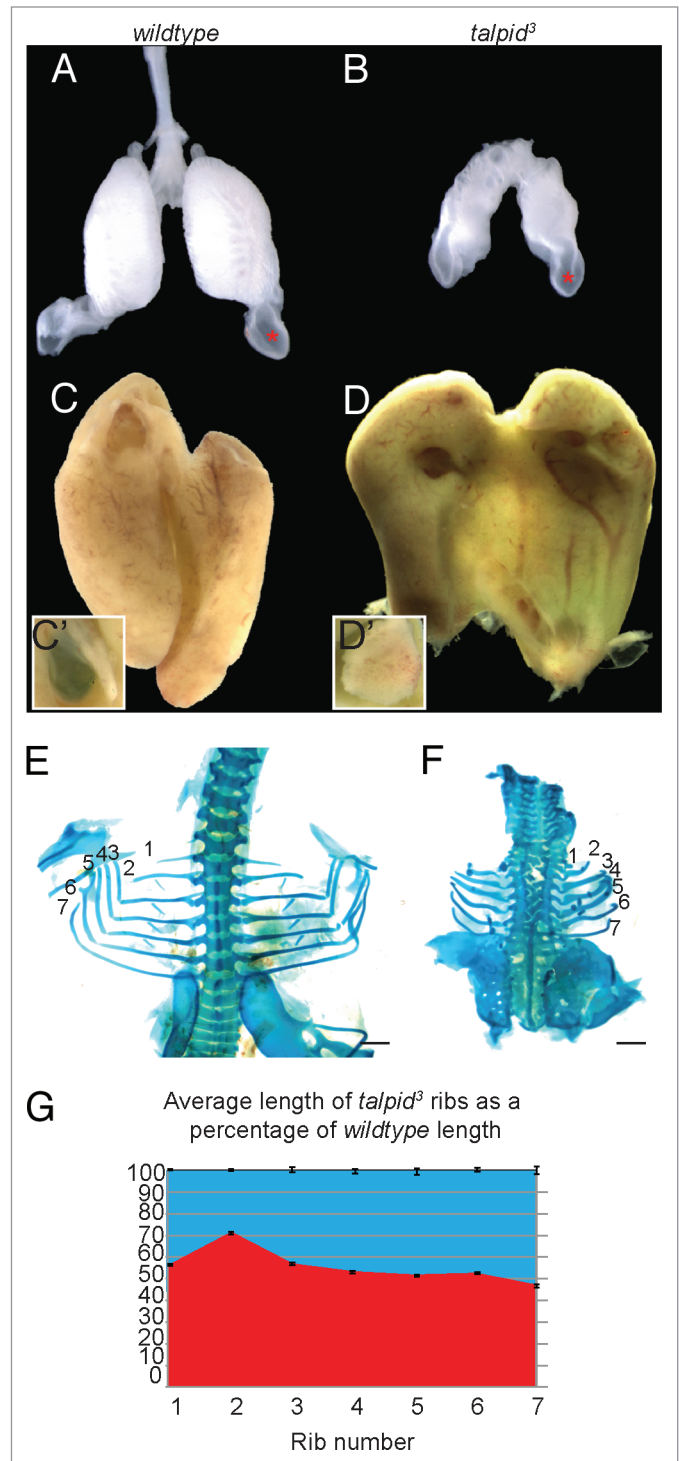 wildtype talpid³
A B
* *
C D
C' D'
E F
1
2
3
4
5
6
7
1
2
3
4
5
6
7
G
Average length of talpid³ ribs as a
percentage of wildtype length
100
90
80
70
60
50
40
30
20
10
0
1 2 3 4 5 6 7
Rib number